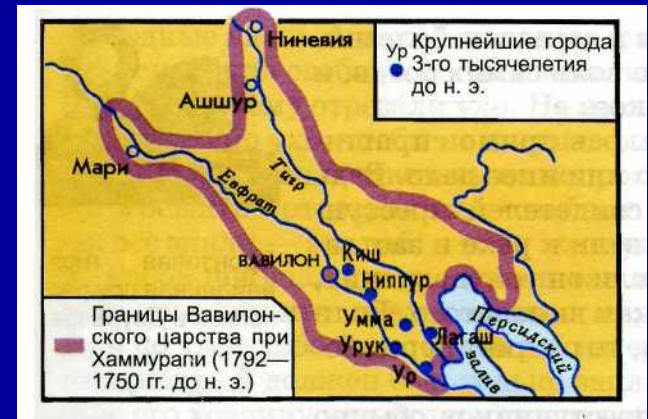 Ниневия
Ашшур
Мари
Тигр
Евфрат
ВАВИЛОН
Киш
Ниппур
Умма
Урук
Лагаш
Ур
Персидский
залив
Ур Крупнейшие города
3-го тысячелетия
до н. э.
Границы Вавилон-
ского царства при
Хаммурапи (1792—
1750 гг. до н. э.)